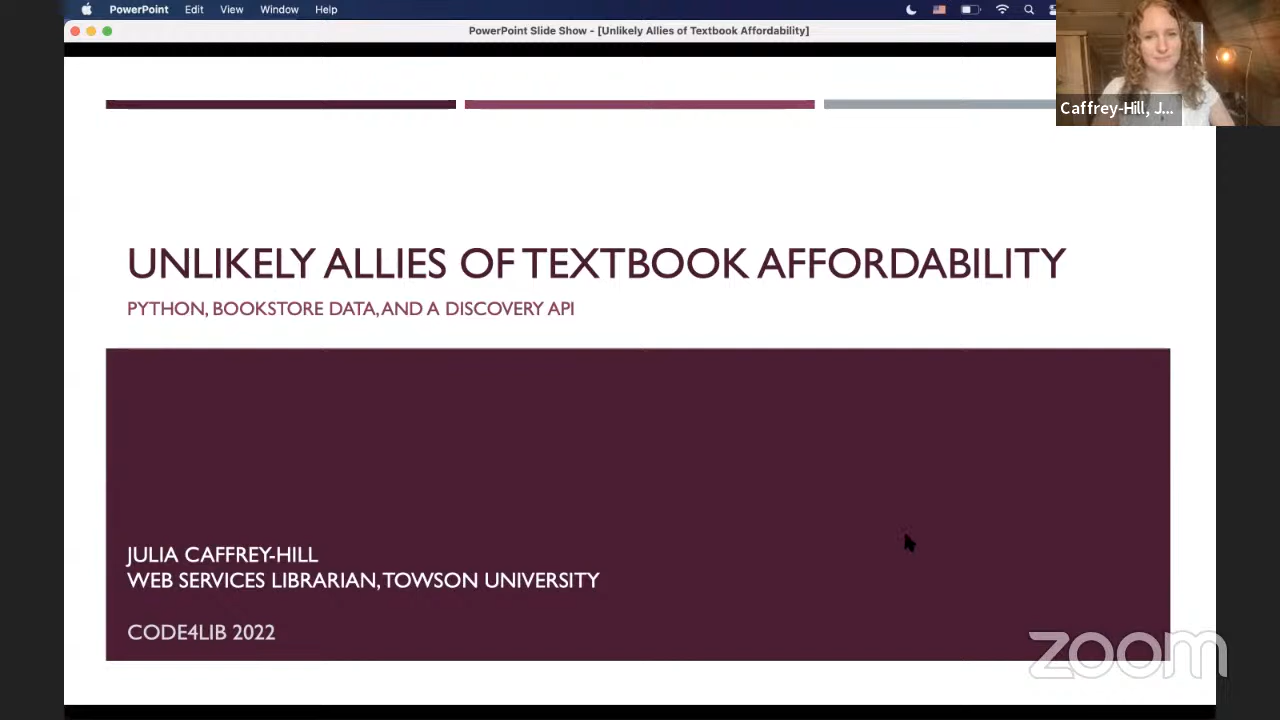 PowerPoint Edit View Window Help
PowerPoint Slide Show - [Unlikely Allies of Textbook Affordability]
Caffrey-Hill, J...
UNLIKELY ALLIES OF TEXTBOOK AFFORDABILITY
PYTHON, BOOKSTORE DATA, AND A DISCOVERY API
JULIA CAFFREY-HILL
WEB SERVICES LIBRARIAN, TOWSON UNIVERSITY
CODE4LIB 2022
zoom